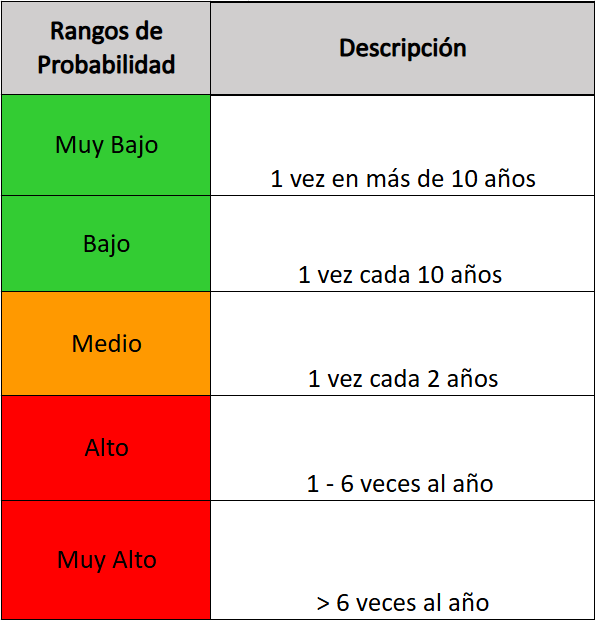 Rangos de
Probabilidad
Descripción
Muy Bajo
1 vez en más de 10 años
Bajo
1 vez cada 10 años
Medio
1 vez cada 2 años
Alto
1 - 6 veces al año
Muy Alto
> 6 veces al año